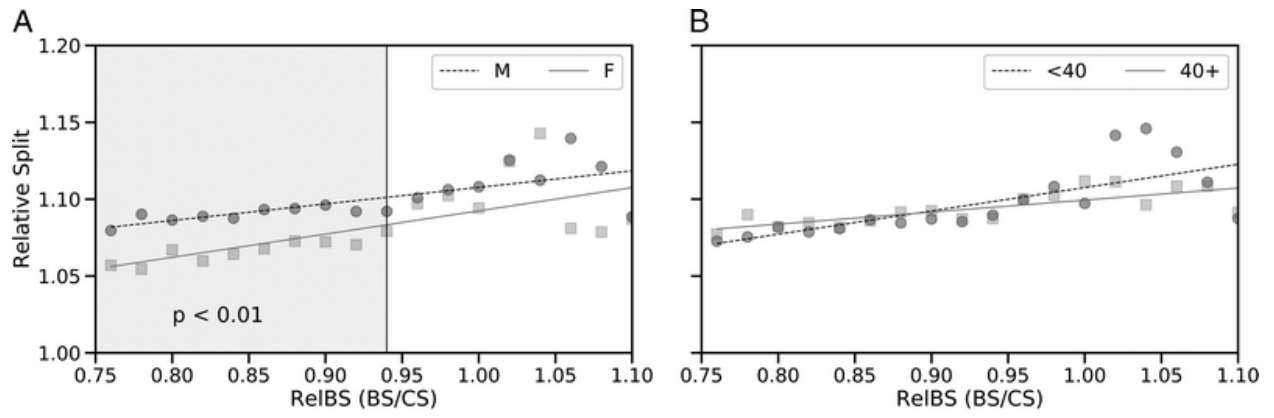 A
B
M F
<40 40+
1.20
1.15
1.10
1.05
1.00
Relative Split
p < 0.01
0.75 0.80 0.85 0.90 0.95 1.00 1.05 1.10
0.75 0.80 0.85 0.90 0.95 1.00 1.05 1.10
RelBS (BS/CS)
RelBS (BS/CS)